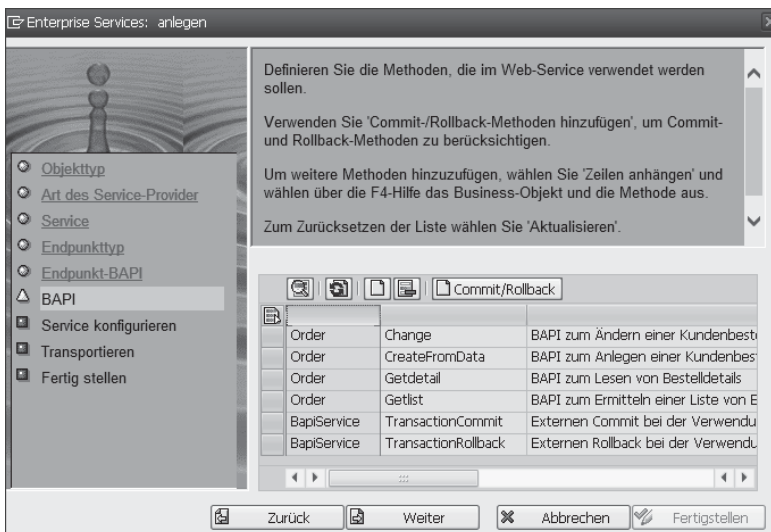 Enterprise Services: anlegen
Objekttyp
Art des Service-Provider
Service
Endpunkttyp
Endpunkt-BAPI
BAPI
Service konfigurieren
Transportieren
Fertig stellen
Definieren Sie die Methoden, die im Web-Service verwendet werden
sollen.
Verwenden Sie 'Commit-/Rollback-Methoden hinzufügen', um Commit-
und Rollback-Methoden zu berücksichtigen.
Um weitere Methoden hinzuzufügen, wählen Sie 'Zeilen anhängen' und
wählen über die F4-Hilfe das Business-Objekt und die Methode aus.
Zum Zurücksetzen der Liste wählen Sie 'Aktualisieren'.
Commit/Rollback
Order Change BAPI zum Ändern einer Kundenbest
Order CreateFromData BAPI zum Anlegen einer Kundenbes
Order Getdetail BAPI zum Lesen von Bestelldetails
Order Getlist BAPI zum Ermitteln einer Liste von
BapiService TransactionCommit Externen Commit bei der Verwendu
BapiService TransactionRollback Externen Rollback bei der Verwendu
Zurück Weiter Abbrechen Fertigstellen